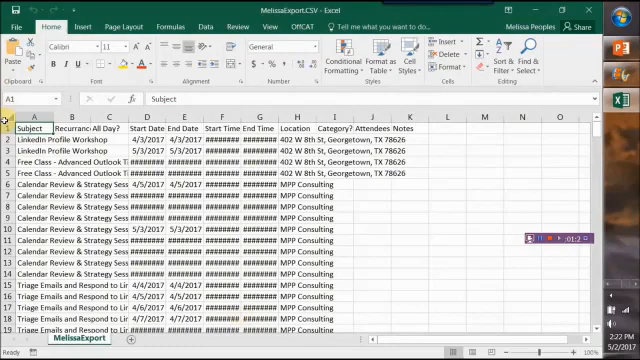 MelissaExport.CSV - Excel
File Home Insert Page Layout Formulas Data Review View Developer ACROBAT Tell me what you want to do Melissa Peoples Share
Paste Calibri 11 General Conditional Formatting Format as Table Cell Styles Insert Delete Format Sort & Filter Find & Select
Clipboard Font Alignment Number Styles Cells Editing
A1 fx Subject
A B C D E F G H I J K L M N O
1 Subject Recurranc All Day? Start Date End Date Start Time End Time Location Category? Attendees Notes
2 LinkedIn Profile Workshop 4/3/2017 4/3/2017 ######## ######## 402 W 8th St, Georgetown, TX 78626
3 LinkedIn Profile Workshop 5/3/2017 5/3/2017 ######## ######## 402 W 8th St, Georgetown, TX 78626
4 Free Class - Advanced Outlook Ti ######## ######## ######## ######## 402 W 8th St, Georgetown, TX 78626
5 Free Class - Advanced Outlook Ti ######## ######## ######## ######## 402 W 8th St, Georgetown, TX 78626
6 Calendar Review & Strategy Sess 4/5/2017 4/5/2017 ######## ######## MPP Consulting
7 Calendar Review & Strategy Sess ######## ######## ######## ######## MPP Consulting
8 Calendar Review & Strategy Sess ######## ######## ######## ######## MPP Consulting
9 Calendar Review & Strategy Sess ######## ######## ######## ######## MPP Consulting
10 Calendar Review & Strategy Sess 5/3/2017 5/3/2017 ######## ######## MPP Consulting
11 Calendar Review & Strategy Sess ######## ######## ######## ######## MPP Consulting
12 Calendar Review & Strategy Sess ######## ######## ######## ######## MPP Consulting
13 Calendar Review & Strategy Sess ######## ######## ######## ######## MPP Consulting
14 Calendar Review & Strategy Sess ######## ######## ######## ######## MPP Consulting
15 Triage Emails and Respond to Lir 4/4/2017 4/4/2017 ######## ######## MPP Consulting
16 Triage Emails and Respond to Lir 4/5/2017 4/5/2017 ######## ######## MPP Consulting
17 Triage Emails and Respond to Lir 4/6/2017 4/6/2017 ######## ######## MPP Consulting
18 Triage Emails and Respond to Lir 4/7/2017 4/7/2017 ######## ######## MPP Consulting
19 Triage Emails and Respond to Lir ######## ######## ######## ######## MPP Consulting
MelissaExport
Ready 100%
2:22 PM
5/2/2017